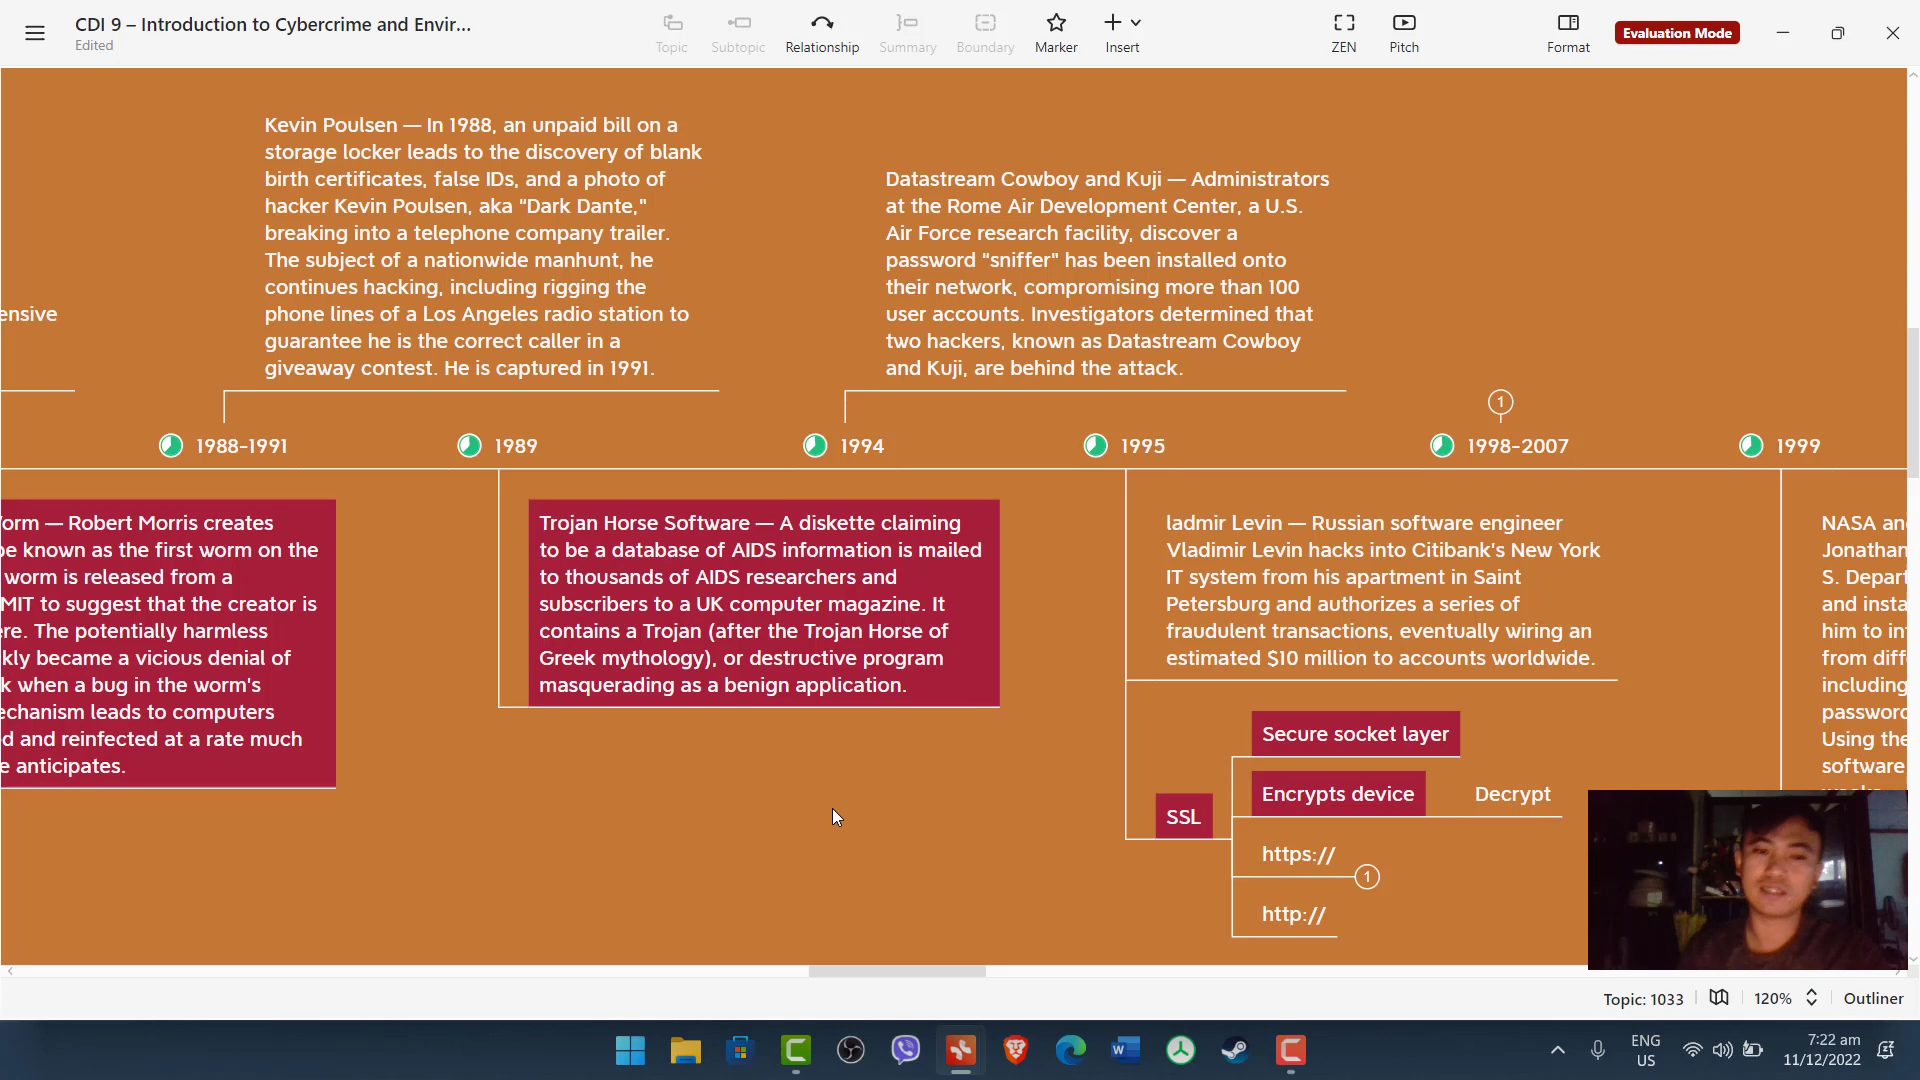 CDI 9 – Introduction to Cybercrime and Envir...
Edited
Topic
Subtopic
Relationship
Summary
Boundary
Marker
Insert
ZEN
Pitch
Format
Evaluation Mode
Kevin Poulsen — In 1988, an unpaid bill on a
storage locker leads to the discovery of blank
birth certificates, false IDs, and a photo of
hacker Kevin Poulsen, aka “Dark Dante,"
breaking into a telephone company trailer.
The subject of a nationwide manhunt, he
continues hacking, including rigging the
phone lines of a Los Angeles radio station to
guarantee he is the correct caller in a
giveaway contest. He is captured in 1991.
Datastream Cowboy and Kuji — Administrators
at the Rome Air Development Center, a U.S.
Air Force research facility, discover a
password “sniffer" has been installed onto
their network, compromising more than 100
user accounts. Investigators determined that
two hackers, known as Datastream Cowboy
and Kuji, are behind the attack.
ensive
1
1988-1991
1989
1994
1995
1998-2007
1999
orm — Robert Morris creates
be known as the first worm on the
worm is released from a
MIT to suggest that the creator is
re. The potentially harmless
kly became a vicious denial of
k when a bug in the worm's
echanism leads to computers
d and reinfected at a rate much
e anticipates.
Trojan Horse Software — A diskette claiming
to be a database of AIDS information is mailed
to thousands of AIDS researchers and
subscribers to a UK computer magazine. It
contains a Trojan (after the Trojan Horse of
Greek mythology), or destructive program
masquerading as a benign application.
ladmir Levin — Russian software engineer
Vladimir Levin hacks into Citibank's New York
IT system from his apartment in Saint
Petersburg and authorizes a series of
fraudulent transactions, eventually wiring an
estimated $10 million to accounts worldwide.
NASA an
Jonathan
S. Depart
and insta
him to in
from diff
including
password
Using the
software
Secure socket layer
Encrypts device
Decrypt
SSL
https://
1
http://
Topic: 1033
120%
Outliner
ENG
US
7:22 am
11/12/2022